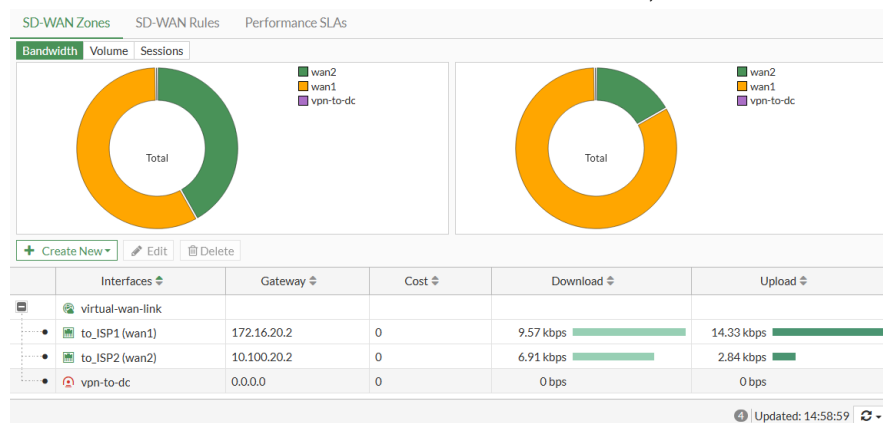 SD-WAN Zones SD-WAN Rules Performance SLAs
Bandwidth Volume Sessions
wan2
wan1
vpn-to-dc
Total
wan2
wan1
vpn-to-dc
Total
Create New Edit Delete
Interfaces Gateway Cost Download Upload
virtual-wan-link
to_ISP1 (wan1) 172.16.20.2 0 9.57 kbps 14.33 kbps
to_ISP2 (wan2) 10.100.20.2 0 6.91 kbps 2.84 kbps
vpn-to-dc 0.0.0.0 0 0 bps 0 bps
4 Updated: 14:58:59